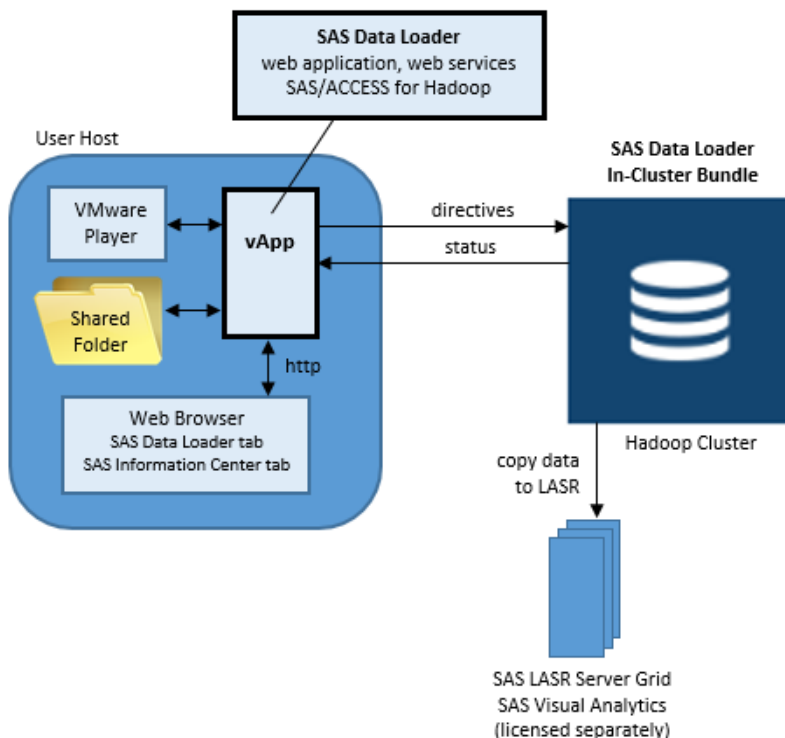 SAS Data Loader
web application, web services
SAS/ACCESS for Hadoop
User Host
VMware
Player
vApp
Shared
Folder
http
Web Browser
SAS Data Loader tab
SAS Information Center tab
directives
status
SAS Data Loader
In-Cluster Bundle
Hadoop Cluster
copy data
to LASR
SAS LASR Server Grid
SAS Visual Analytics
(licensed separately)